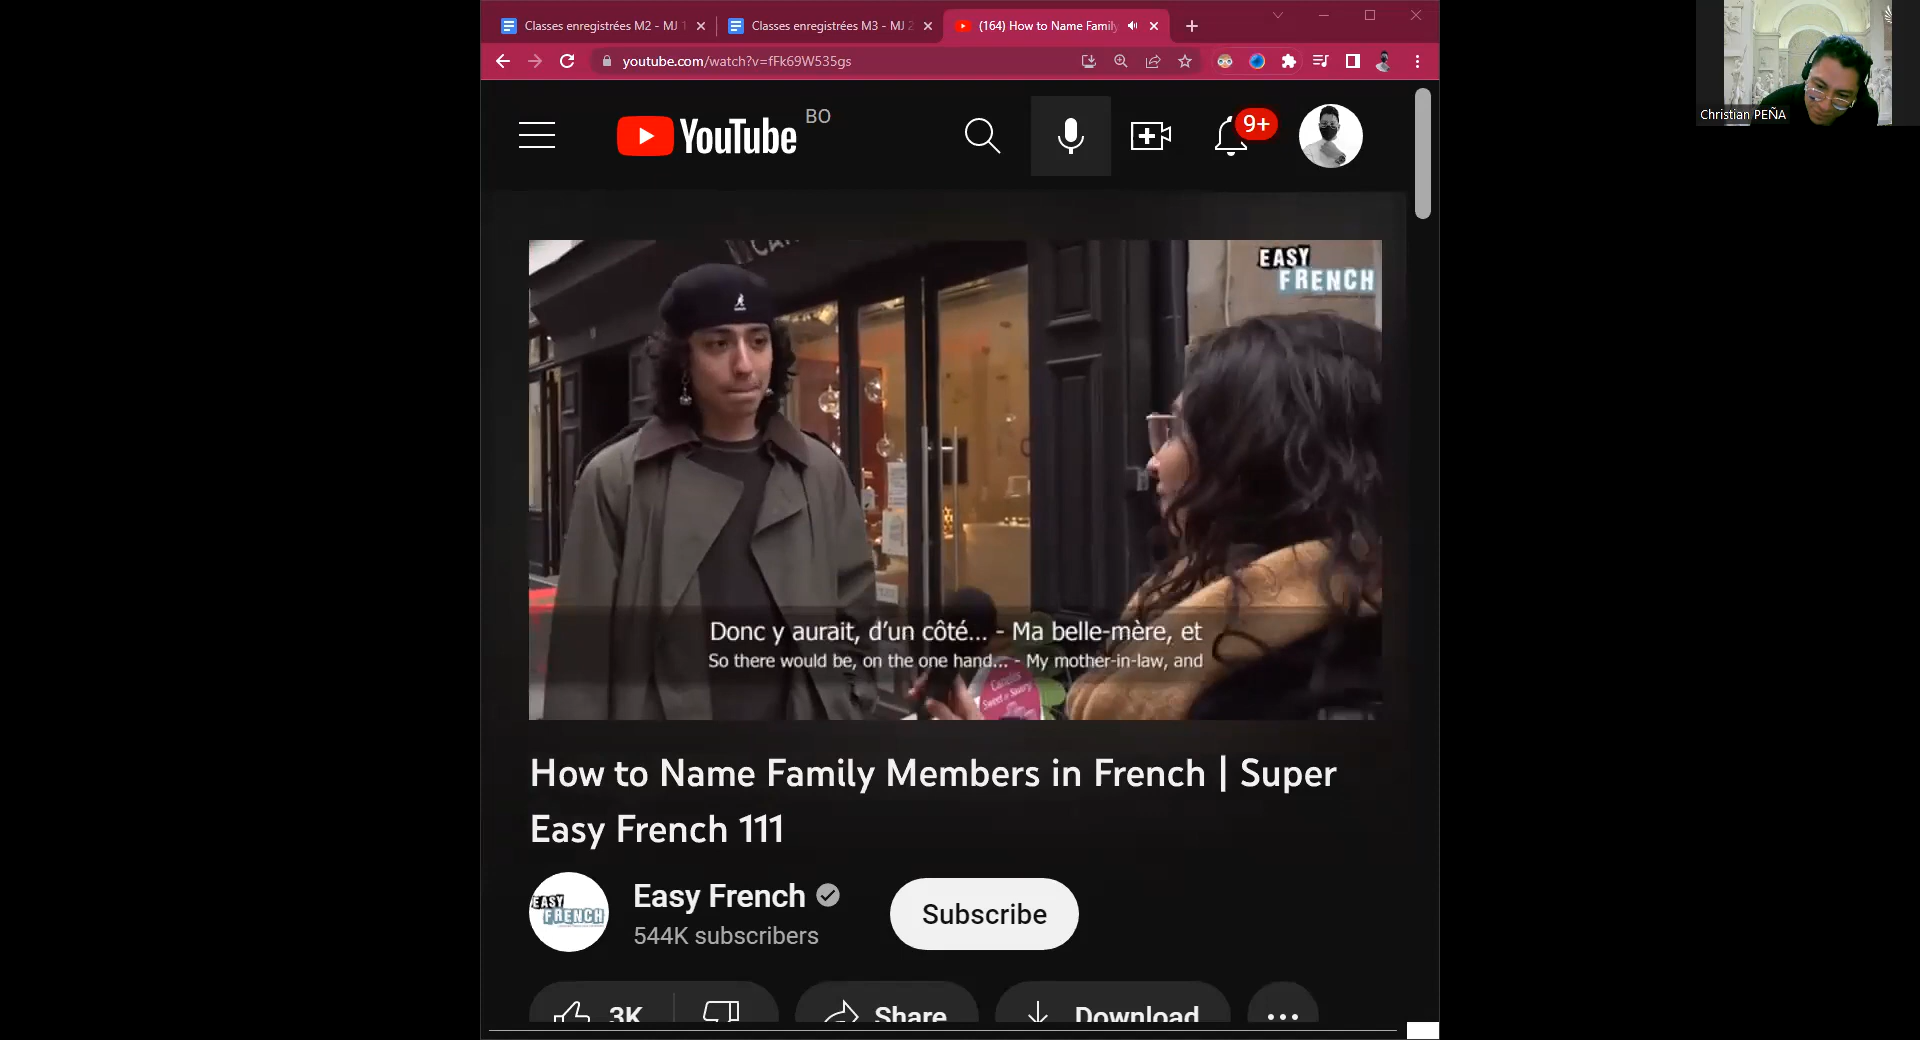 Classes enregistrées M2 - MJ 1
Classes enregistrées M3 - MJ 2
(164) How to Name Family
youtube.com/watch?v=fFk69W535gs
Christian PEÑA
YouTube BO
9+
EASY
FRENCH
Donc y aurait, d’un côté... - Ma belle-mère, et
So there would be, on the one hand... - My mother-in-law, and
How to Name Family Members in French | Super
Easy French 111
EASY
FRENCH
Easy French
544K subscribers
Subscribe
3K
Share
Download